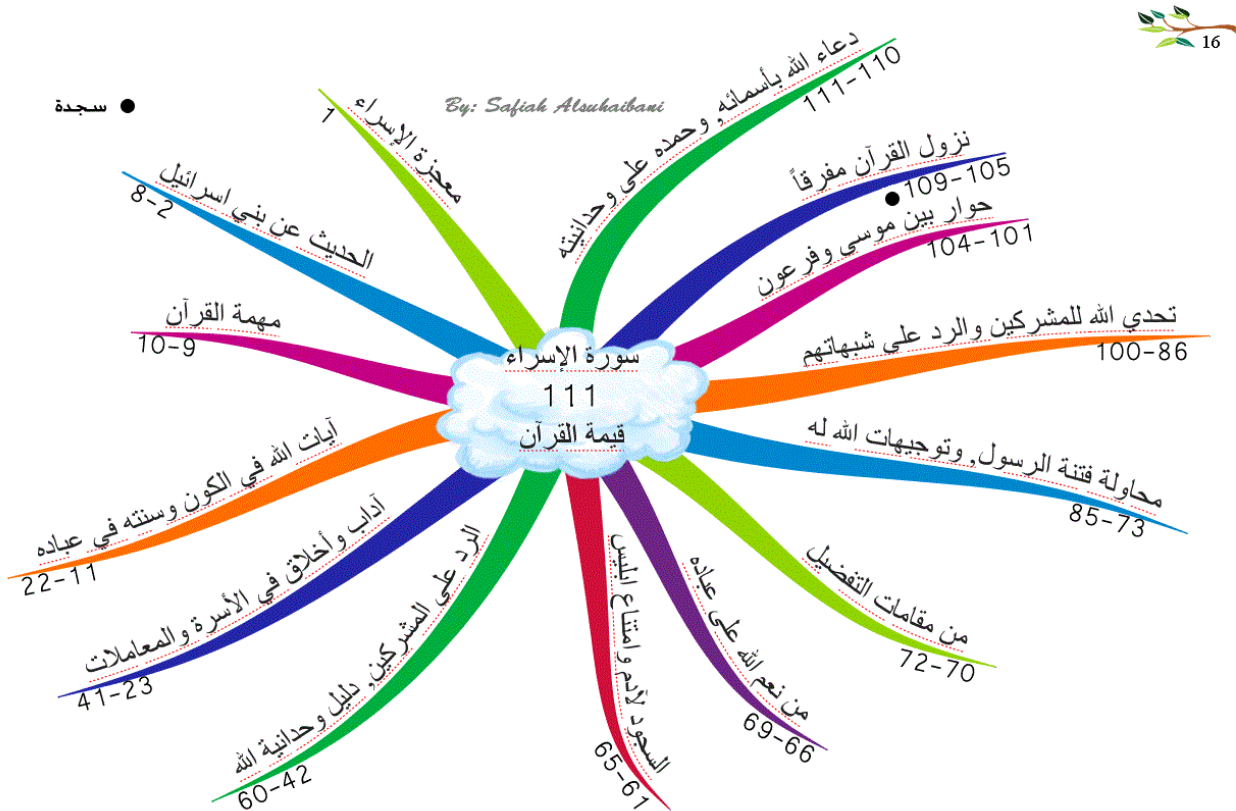 16
By: Safiah Alsuhaibani
سجدة
سورة الإسراء
111
قيمة القرآن
معجزة الإسراء
1
الحديث عن بني اسرائيل
8-2
مهمة القرآن
10-9
آيات الله في الكون وسنته في عباده
22-11
آداب وأخلاق في الأسرة والمعاملات
41-23
الرد على المشركين, دليل وحدانية الله
60-42
السجود لآدم وامتناع ابليس
65-61
من نعم الله على عباده
69-66
من مقامات التفضيل
72-70
محاولة فتنة الرسول, وتوجيهات الله له
85-73
تحدي الله للمشركين والرد على شبهاتهم
100-86
حوار بين موسى وفرعون
104-101
نزول القرآن مفرقاً
109-105
دعاء الله بأسمائه, وحمده على وحدانيته
111-110